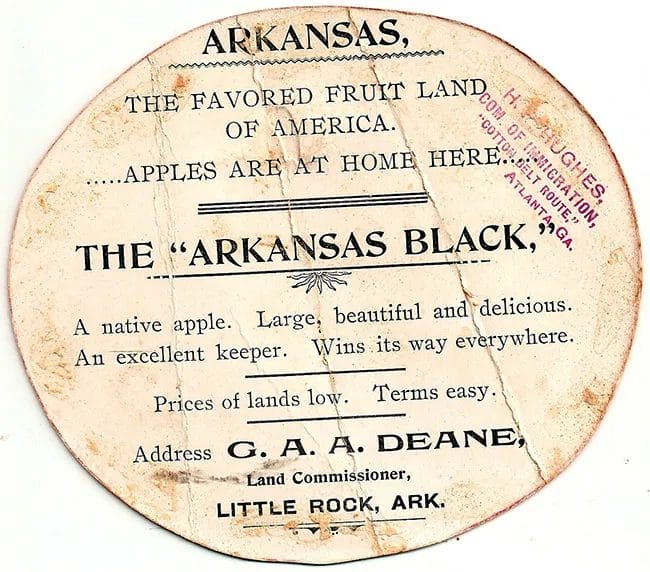 ARKANSAS,
THE FAVORED FRUIT LAND
OF AMERICA.
.....APPLES ARE AT HOME HERE.....
THE “ARKANSAS BLACK,”
A native apple. Large, beautiful and delicious.
An excellent keeper. Wins its way everywhere.
Prices of lands low. Terms easy.
Address G. A. A. DEANE,
Land Commissioner,
LITTLE ROCK, ARK.
HUGHES,
COM. OF IMMIGRATION,
"COTTON BELT ROUTE,"
ATLANTA, GA.